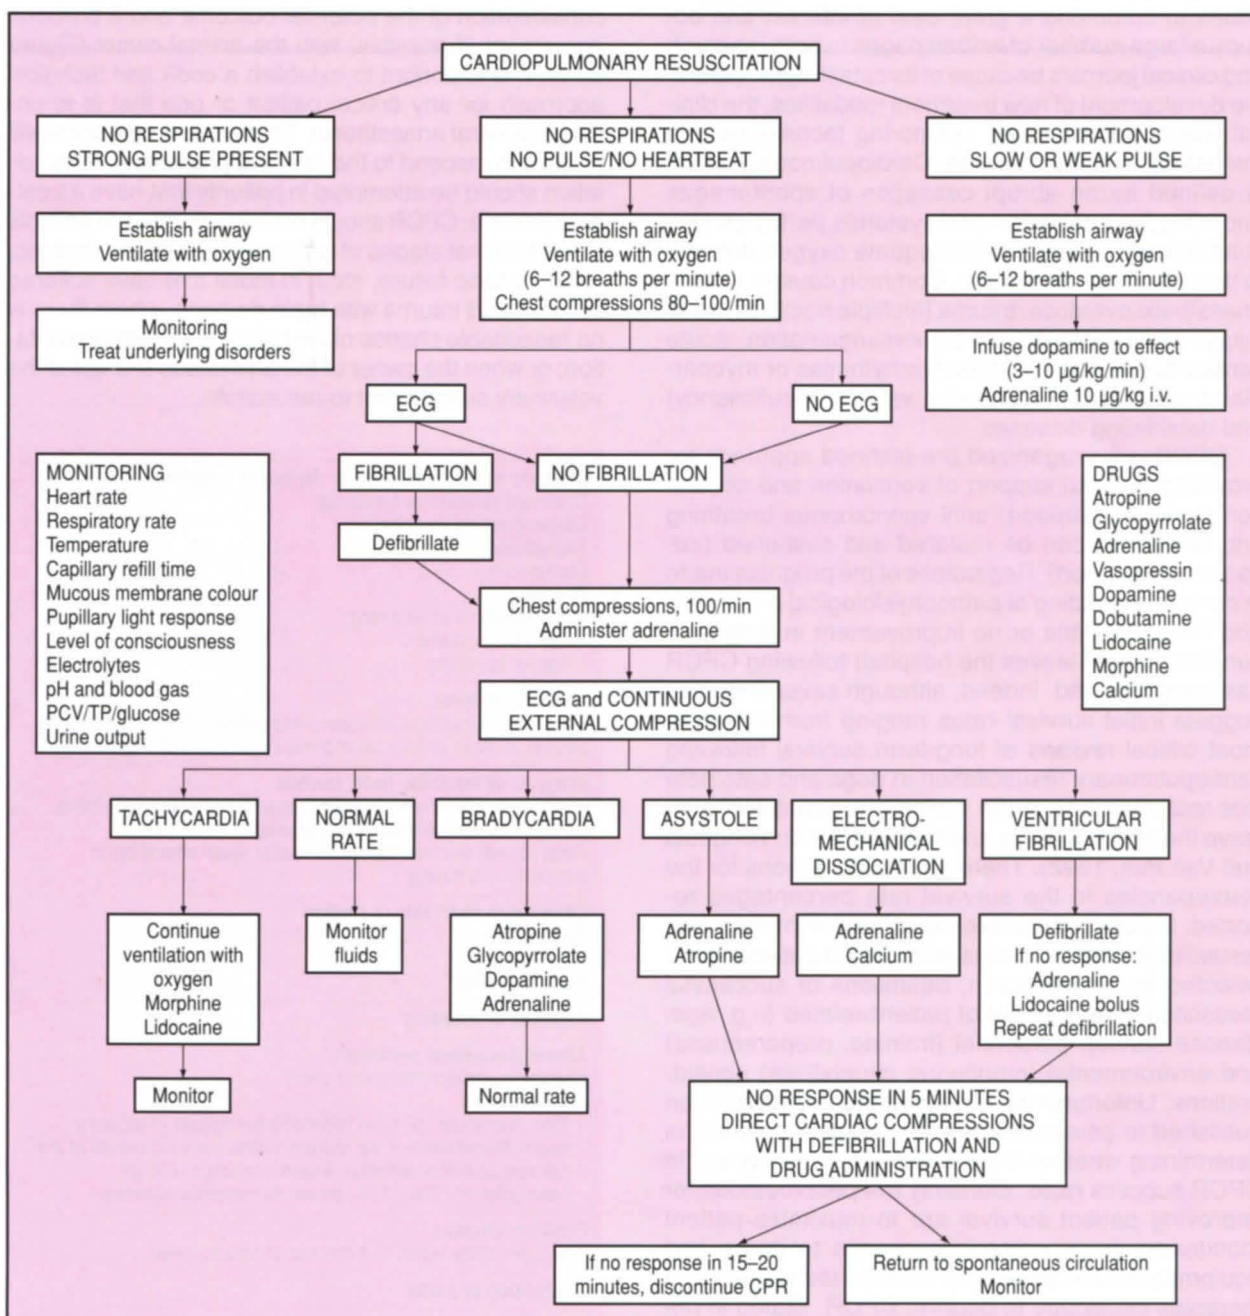 CARDIOPULMONARY RESUSCITATION
NO RESPIRATIONS
STRONG PULSE PRESENT
NO RESPIRATIONS
NO PULSE/NO HEARTBEAT
NO RESPIRATIONS
SLOW OR WEAK PULSE
Establish airway
Ventilate with oxygen
Establish airway
Ventilate with oxygen
(6–12 breaths per minute)
Chest compressions 80–100/min
Establish airway
Ventilate with oxygen
(6–12 breaths per minute)
Monitoring
Treat underlying disorders
Infuse dopamine to effect
(3–10 µg/kg/min)
Adrenaline 10 µg/kg i.v.
ECG
NO ECG
FIBRILLATION
NO FIBRILLATION
MONITORING
Heart rate
Respiratory rate
Temperature
Capillary refill time
Mucous membrane colour
Pupillary light response
Level of consciousness
Electrolytes
pH and blood gas
PCV/TP/glucose
Urine output
DRUGS
Atropine
Glycopyrrolate
Adrenaline
Vasopressin
Dopamine
Dobutamine
Lidocaine
Morphine
Calcium
Defibrillate
Chest compressions, 100/min
Administer adrenaline
ECG and CONTINUOUS
EXTERNAL COMPRESSION
TACHYCARDIA
NORMAL
RATE
BRADYCARDIA
ASYSTOLE
ELECTRO-
MECHANICAL
DISSOCIATION
VENTRICULAR
FIBRILLATION
Continue
ventilation with
oxygen
Morphine
Lidocaine
Monitor
fluids
Atropine
Glycopyrrolate
Dopamine
Adrenaline
Adrenaline
Atropine
Adrenaline
Calcium
Defibrillate
If no response:
Adrenaline
Lidocaine bolus
Repeat defibrillation
Monitor
Normal rate
NO RESPONSE IN 5 MINUTES
DIRECT CARDIAC COMPRESSIONS
WITH DEFIBRILLATION AND
DRUG ADMINISTRATION
If no response in 15–20
minutes, discontinue CPR
Return to spontaneous circulation
Monitor